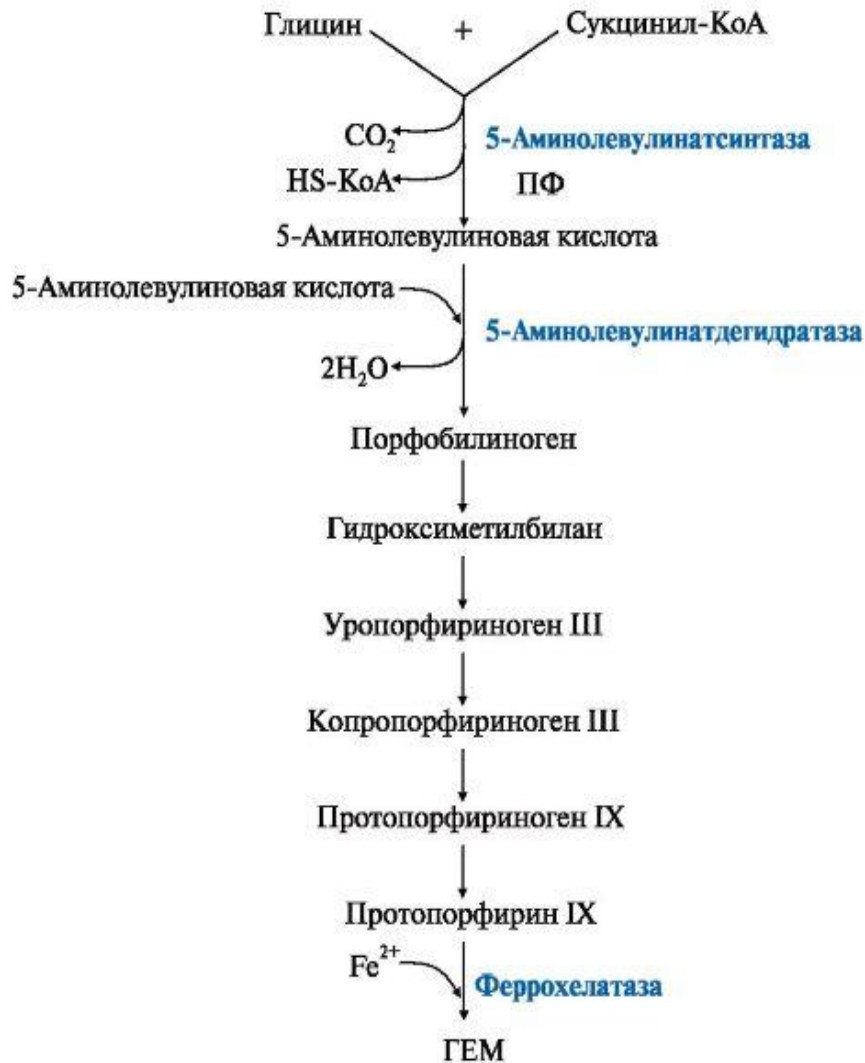 Глицин + Сукцинил-КоА
CO₂ 5-Аминолевулинатсинтаза
HS-КоА ПФ
5-Аминолевулиновая кислота
5-Аминолевулиновая кислота
5-Аминолевулинатдегидратаза
2H₂O
Порфобилиноген
Гидроксиметилбилан
Уропорфириноген III
Копропорфириноген III
Протопорфириноген IX
Протопорфирин IX
Fe²⁺ Феррохелатаза
ГЕМ